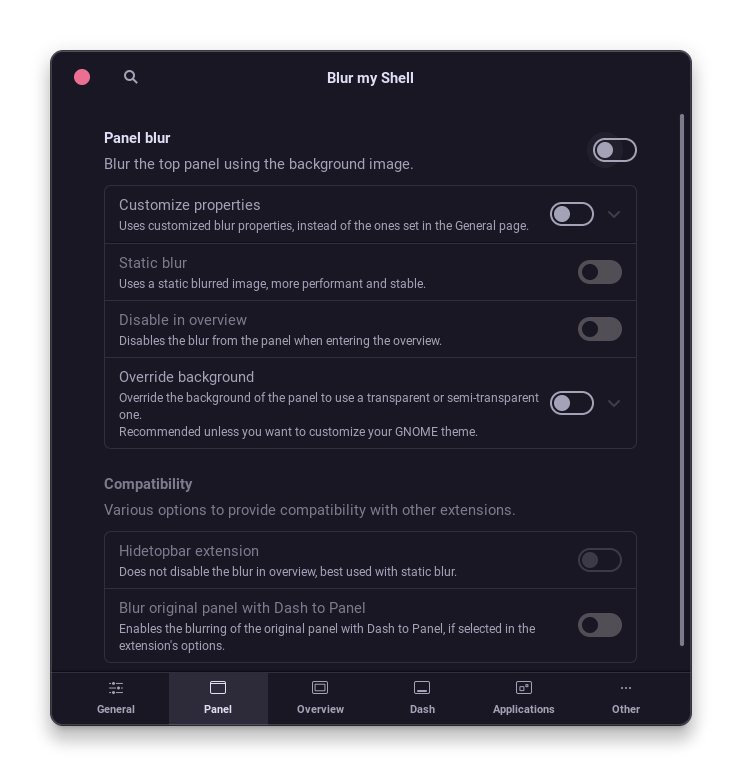 Blur my Shell
Panel blur
Blur the top panel using the background image.
Customize properties
Uses customized blur properties, instead of the ones set in the General page.
Static blur
Uses a static blurred image, more performant and stable.
Disable in overview
Disables the blur from the panel when entering the overview.
Override background
Override the background of the panel to use a transparent or semi-transparent
one.
Recommended unless you want to customize your GNOME theme.
Compatibility
Various options to provide compatibility with other extensions.
Hidetopbar extension
Does not disable the blur in overview, best used with static blur.
Blur original panel with Dash to Panel
Enables the blurring of the original panel with Dash to Panel, if selected in the
extension's options.
General Panel Overview Dash Applications Other